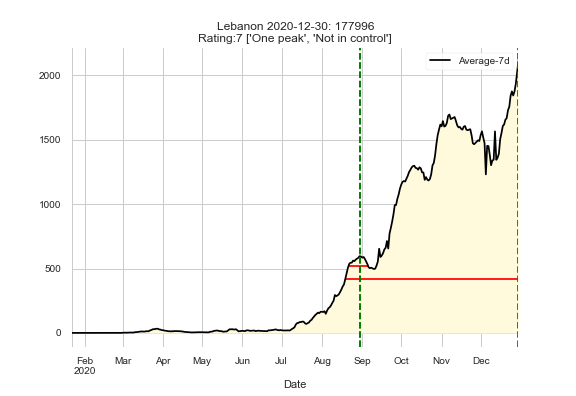 Lebanon 2020-12-30: 177996
Rating:7 ['One peak', 'Not in control']
Average-7d
2000
1500
1000
500
0
Feb Mar Apr May Jun Jul Aug Sep Oct Nov Dec
2020
Date